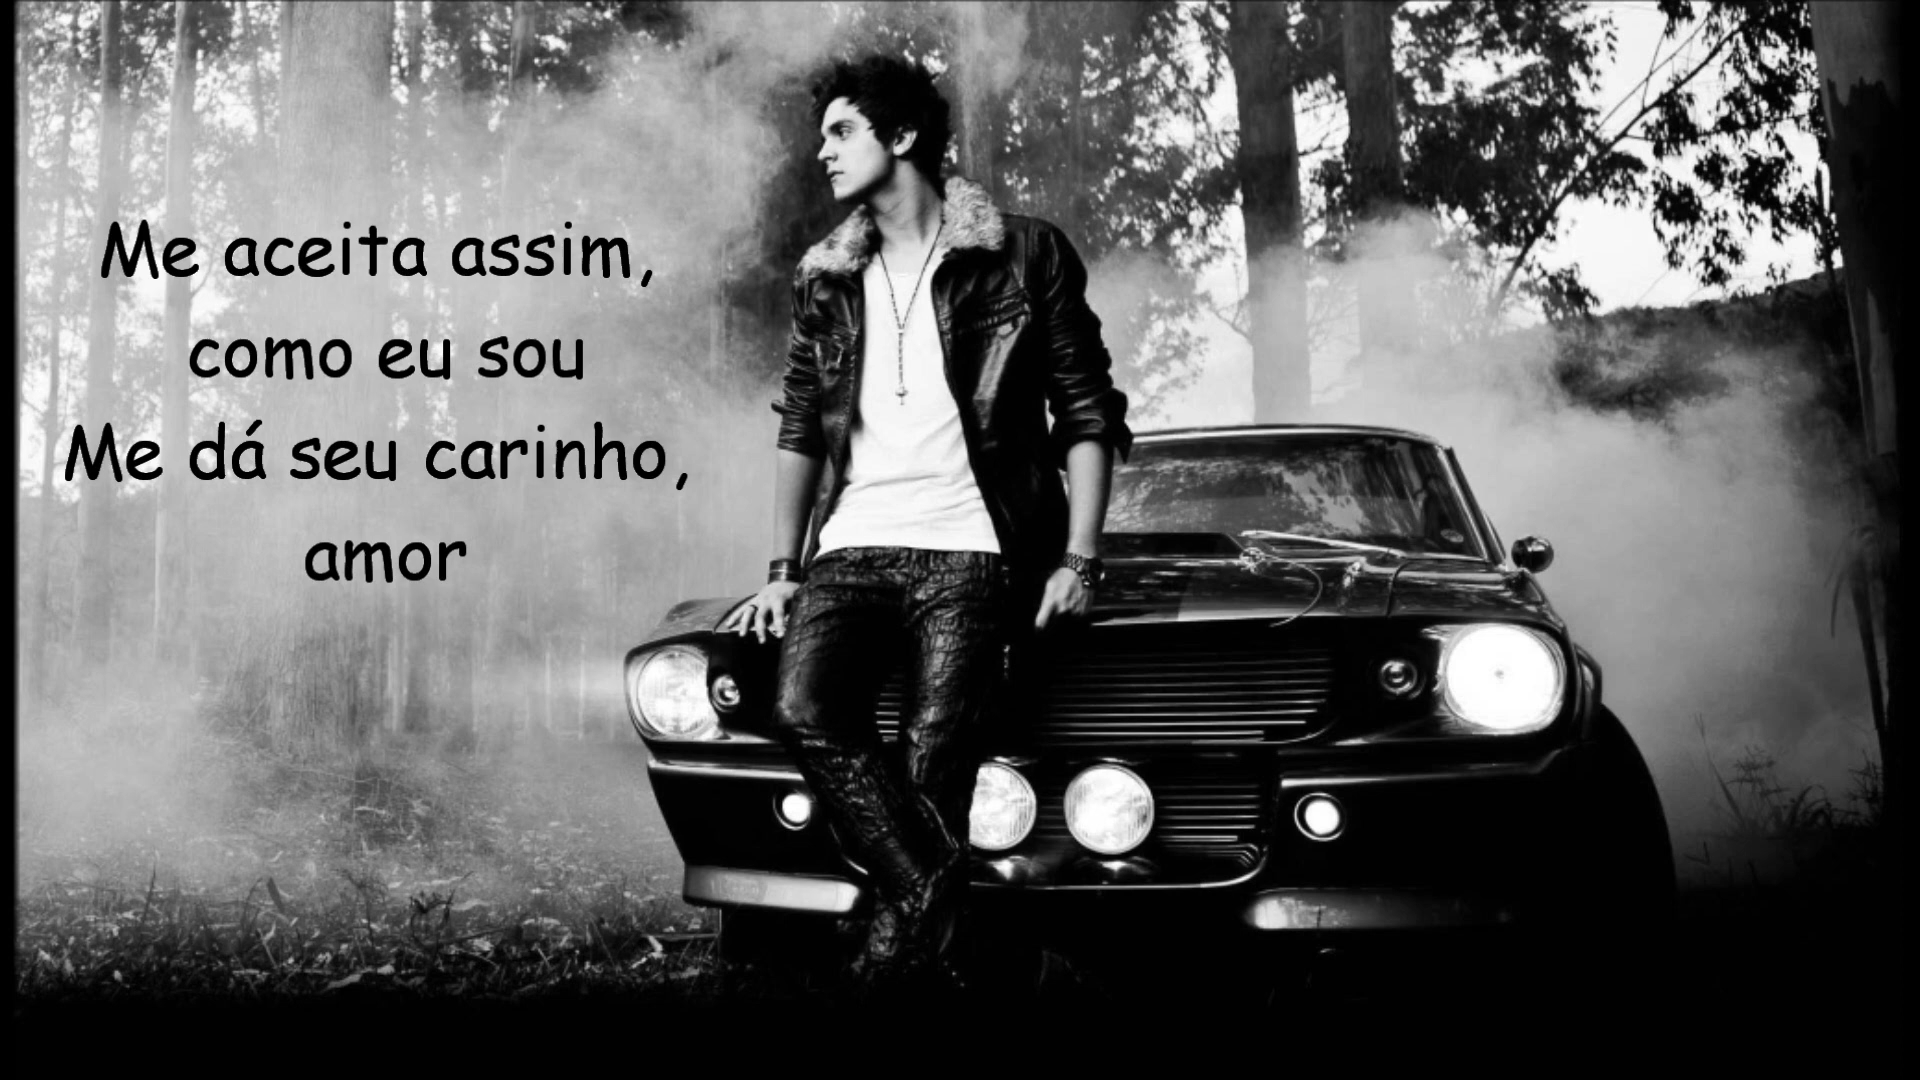 Me aceita assim,
como eu sou
Me dá seu carinho,
amor